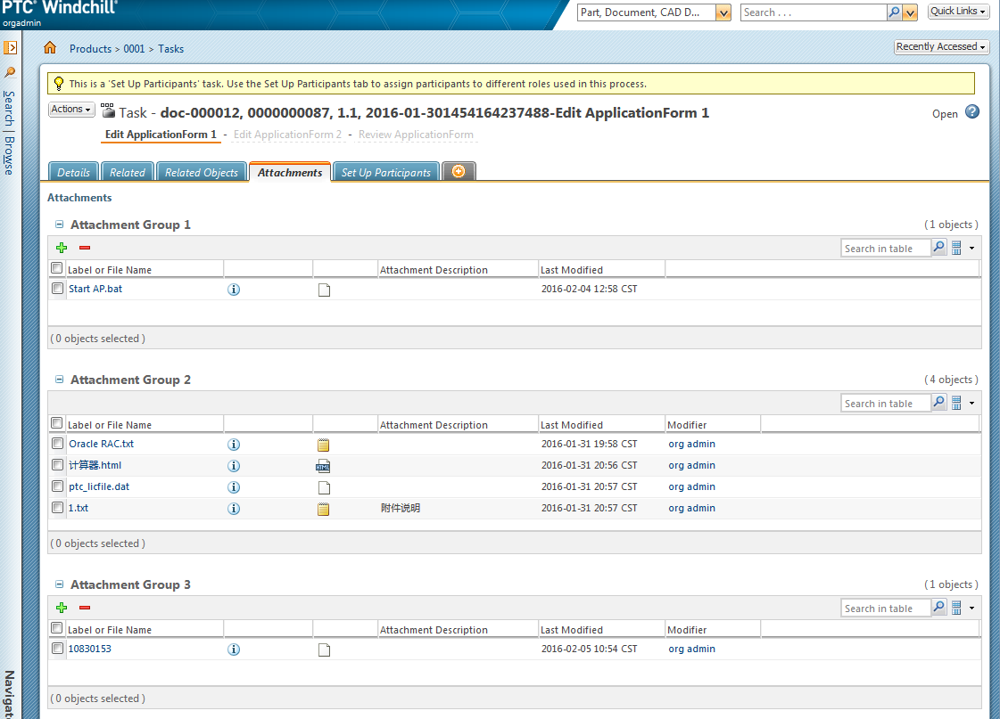 PTC® Windchill®
orgadmin
Part, Document, CAD D...
Search . . .
Quick Links
Products > 0001 > Tasks
Recently Accessed
Search | Browse
This is a 'Set Up Participants' task. Use the Set Up Participants tab to assign participants to different roles used in this process.
Actions
Task - doc-000012, 0000000087, 1.1, 2016-01-301454164237488-Edit ApplicationForm 1
Open
Edit ApplicationForm 1 - Edit ApplicationForm 2 - Review ApplicationForm
Details Related Related Objects Attachments Set Up Participants
Attachments
Attachment Group 1 ( 1 objects )
Search in table
Label or File Name Attachment Description Last Modified
Start AP.bat 2016-02-04 12:58 CST
( 0 objects selected )
Attachment Group 2 ( 4 objects )
Search in table
Label or File Name Attachment Description Last Modified Modifier
Oracle RAC.txt 2016-01-31 19:58 CST org admin
计算器.html HTML 2016-01-31 20:56 CST org admin
ptc_licfile.dat 2016-01-31 20:57 CST org admin
1.txt 附件说明 2016-01-31 20:57 CST org admin
( 0 objects selected )
Attachment Group 3 ( 1 objects )
Search in table
Label or File Name Attachment Description Last Modified Modifier
10830153 2016-02-05 10:54 CST org admin
( 0 objects selected )